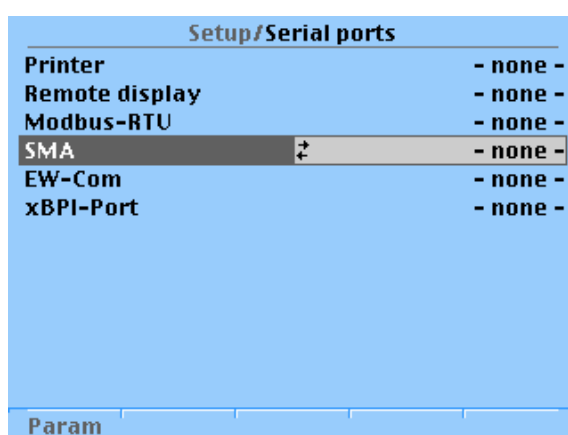 Setup/Serial ports
Printer - none -
Remote display - none -
Modbus-RTU - none -
SMA - none -
EW-Com - none -
xBPI-Port - none -
Param